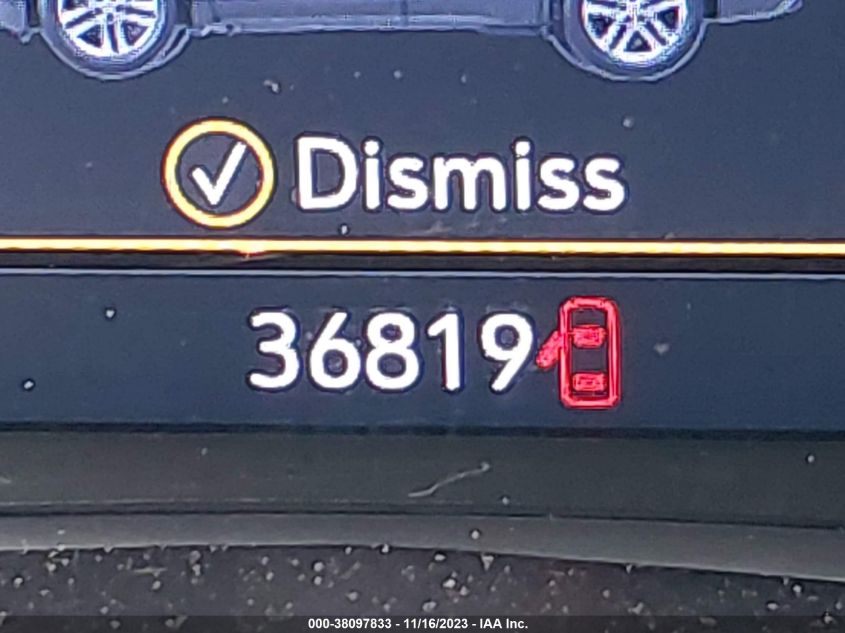 Dismiss
36819
000-38097833 - 11/16/2023 - IAA Inc.